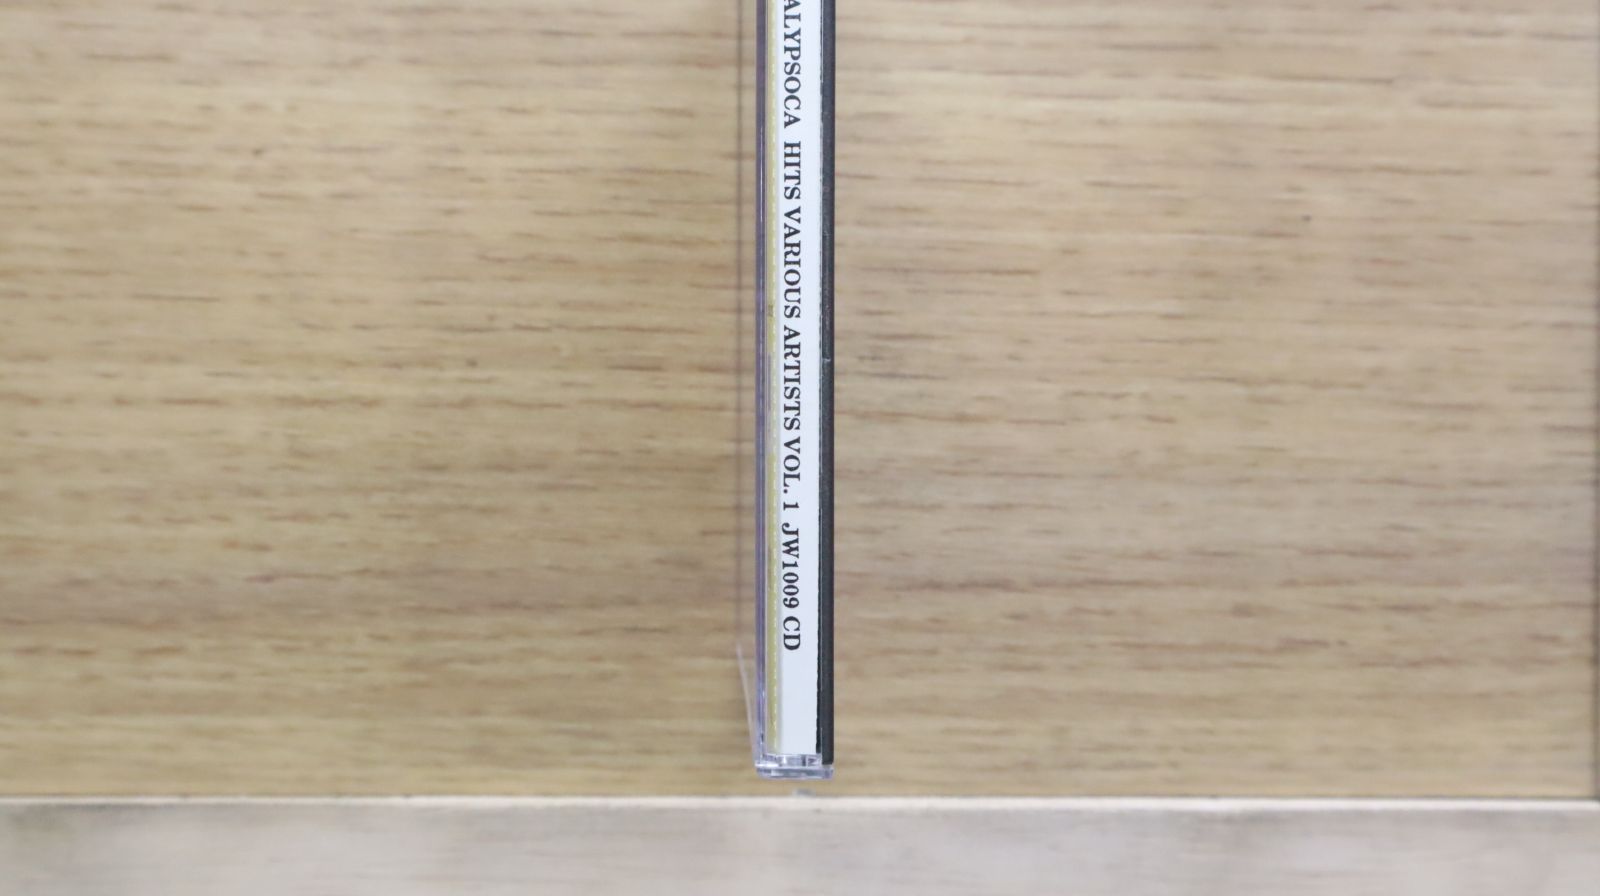 ALYPSOCA HITS VARIOUS ARTISTS VOL. 1 JW1009 CD